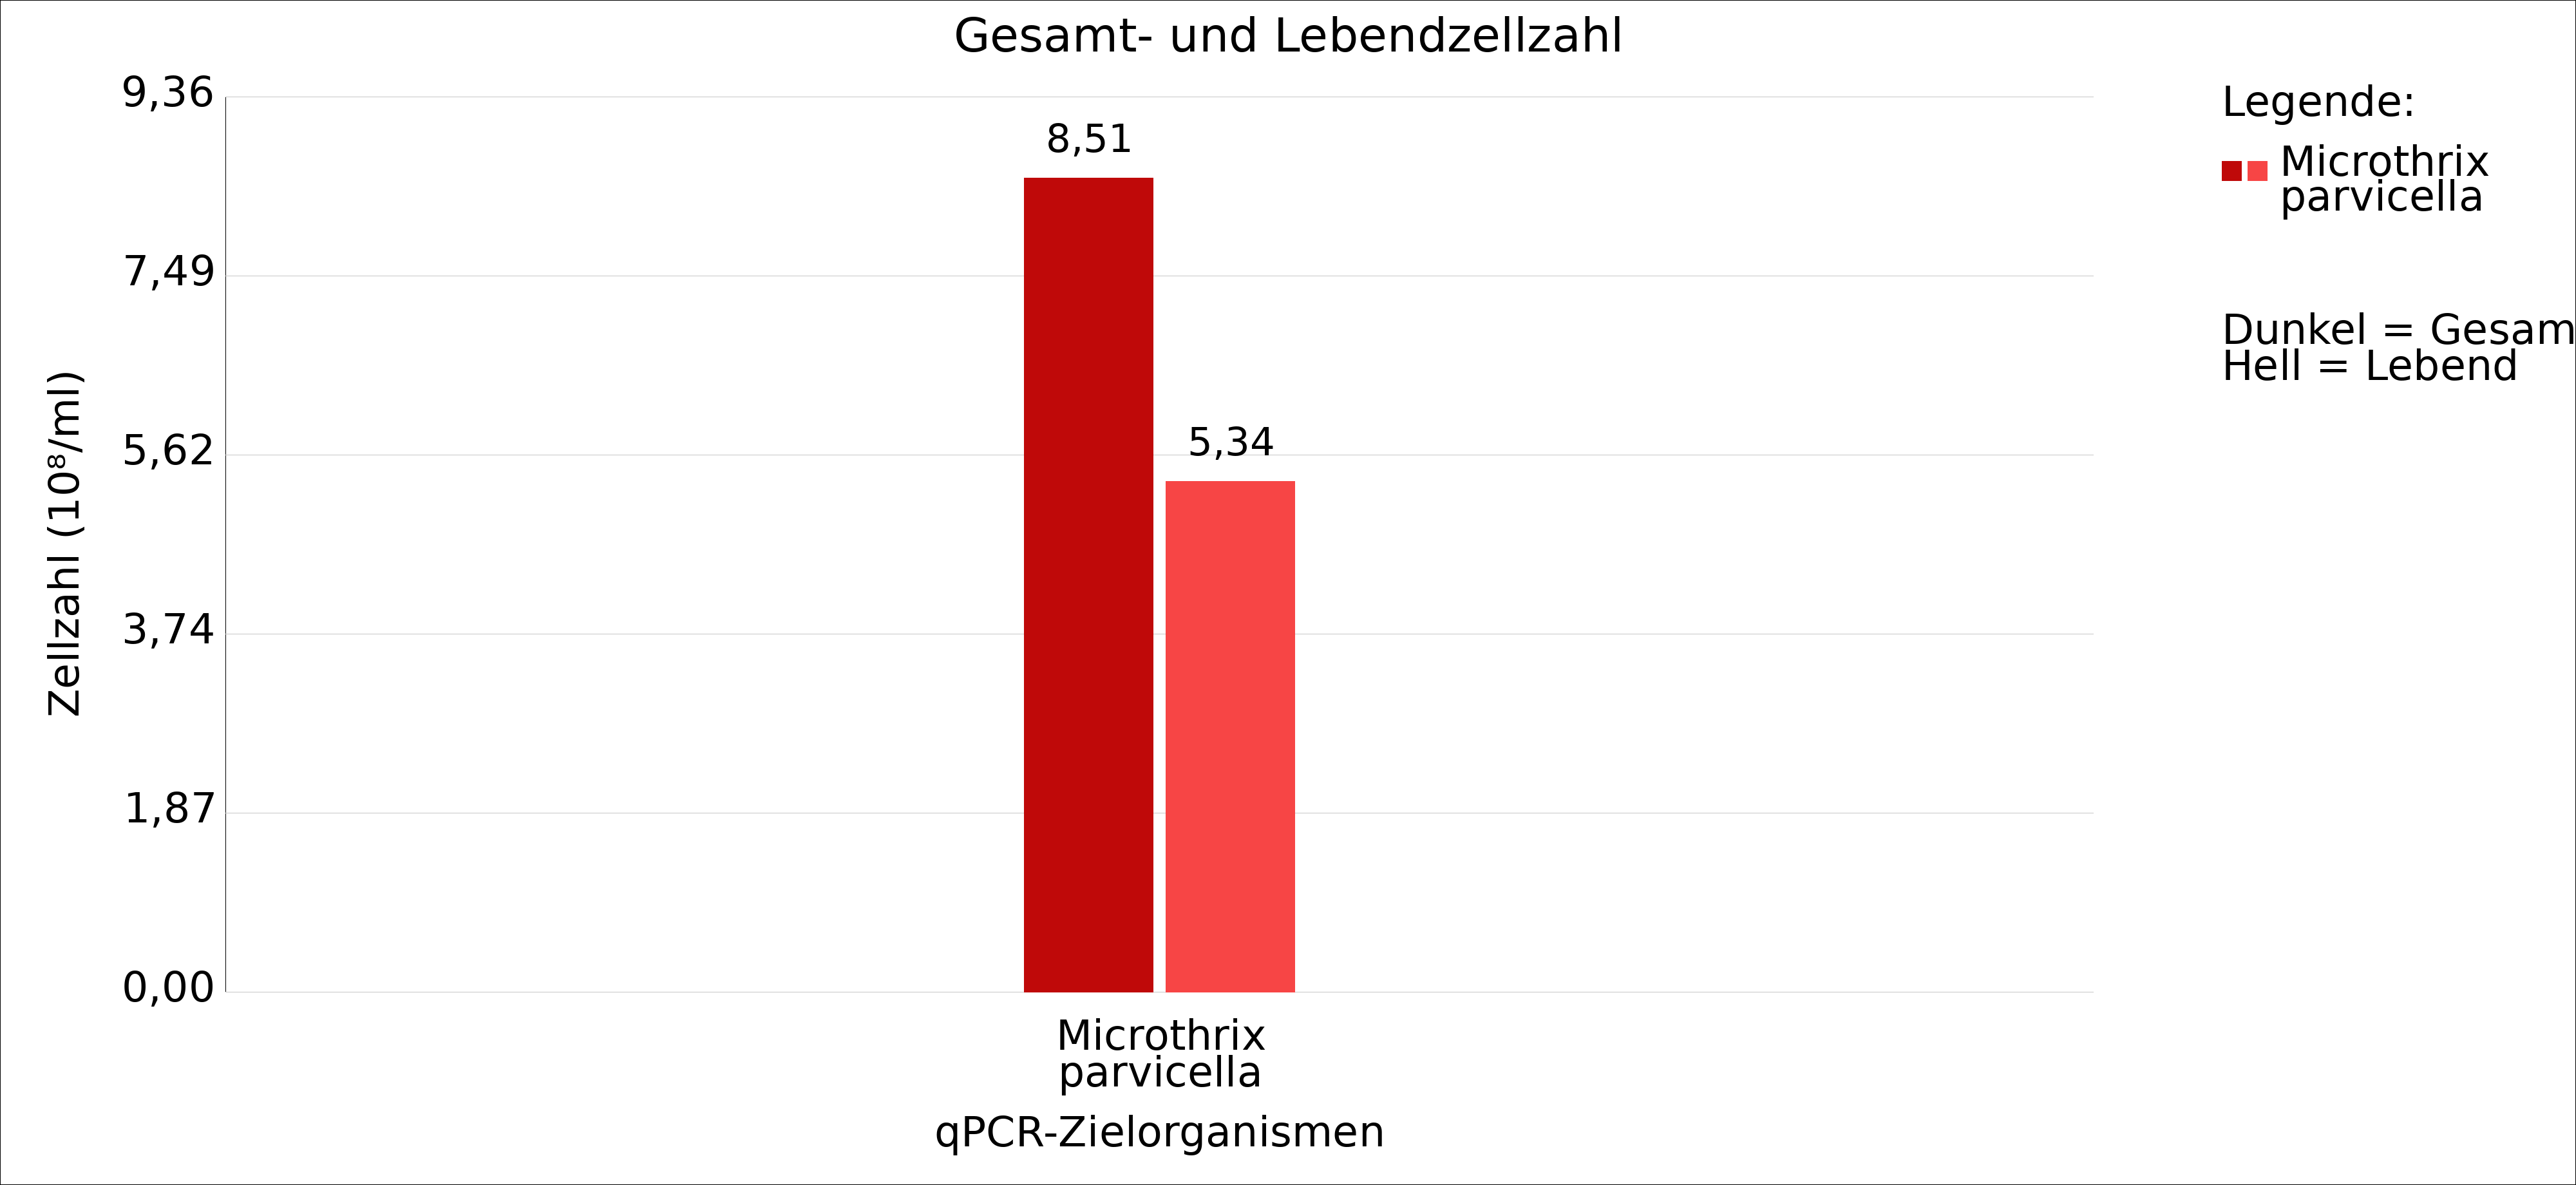 Gesamt- und Lebendzellzahl
9,36
7,49
5,62
3,74
1,87
0,00
Zellzahl (10⁸/ml)
8,51
5,34
Microthrix
parvicella
qPCR-Zielorganismen
Legende:
Microthrix
parvicella
Dunkel = Gesam
Hell = Lebend